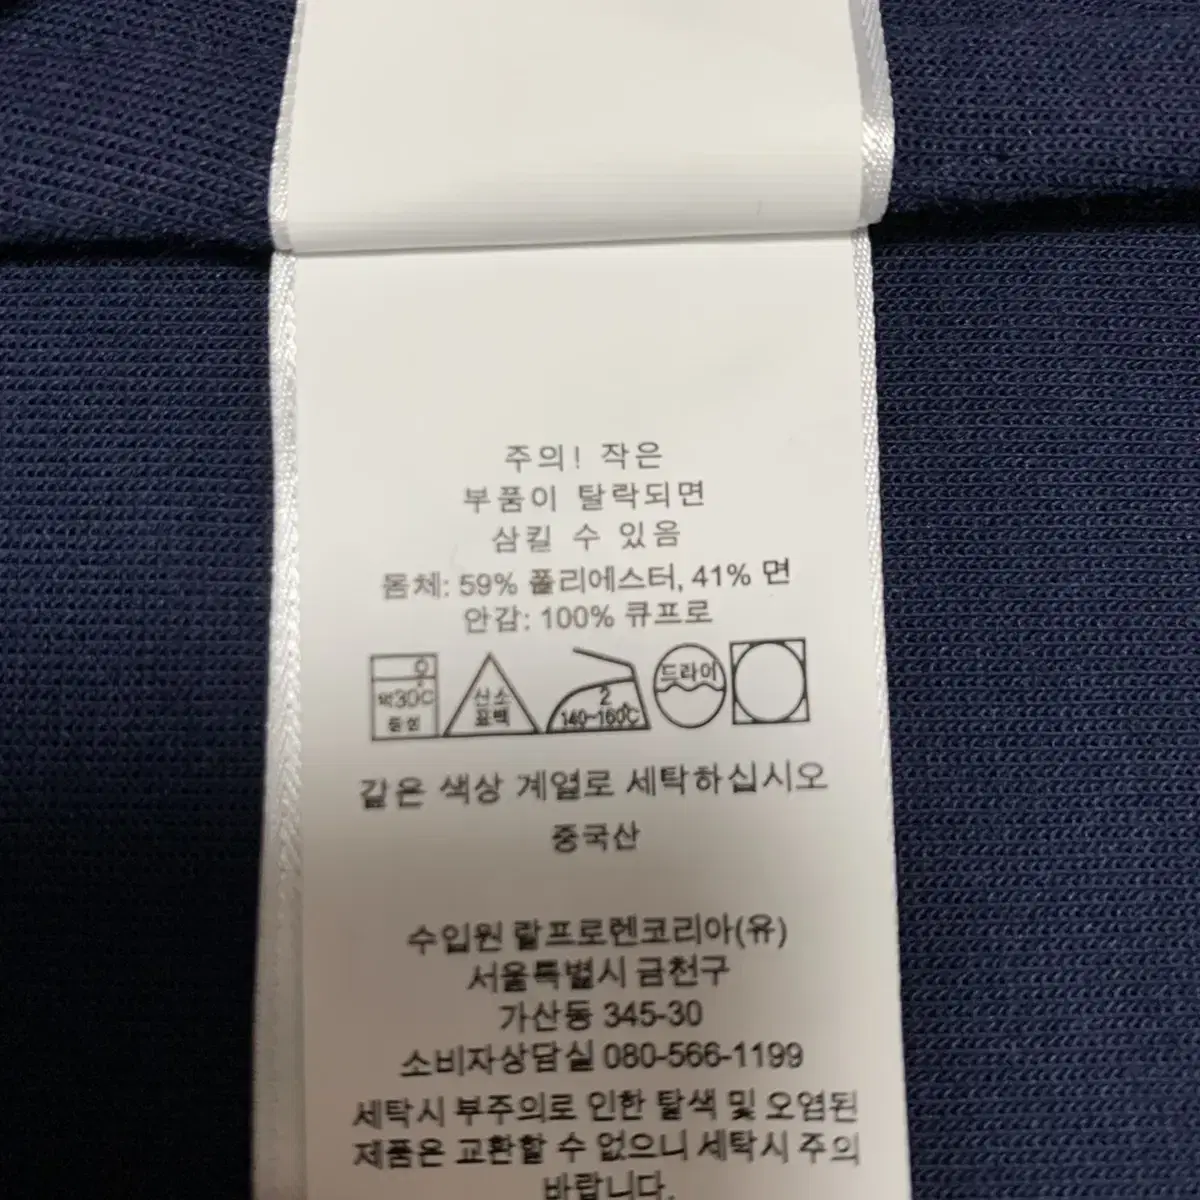 주의! 작은
부품이 탈락되면
삼킬 수 있음
몸체: 59% 폴리에스터, 41% 면
안감: 100% 큐프로
약30℃
중성
산소
표백
2
140~160℃
드라이
같은 색상 계열로 세탁하십시오
중국산
수입원 랄프로렌코리아(유)
서울특별시 금천구
가산동 345-30
소비자상담실 080-566-1199
세탁시 부주의로 인한 탈색 및 오염된
제품은 교환할 수 없으니 세탁시 주의
바랍니다.